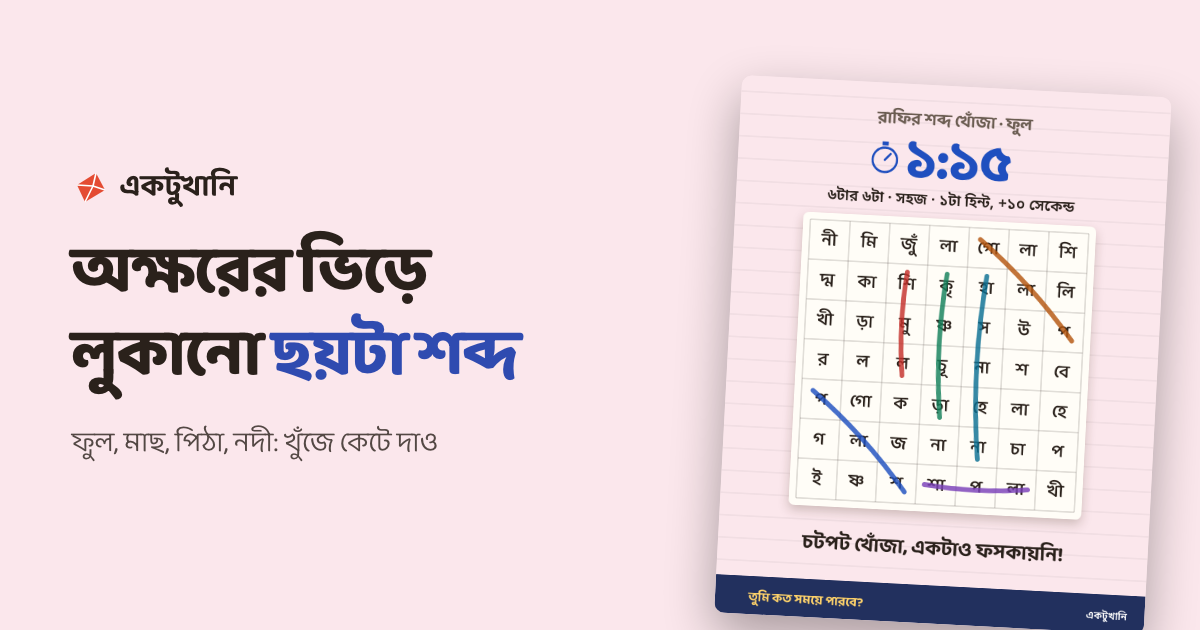 একটুখানি
অক্ষরের ভিড়ে
লুকানো ছয়টা শব্দ
ফুল, মাছ, পিঠা, নদী: খুঁজে কেটে দাও
রাফির শব্দ খোঁজা · ফুল
১:১৫
৬টার ৬টা · সহজ · ১টা হিন্ট, +১০ সেকেন্ড
নী মি জুঁ লা গো লা শি
দ্ম কা শি কৃ হা লা লি
খী ড়া মু ষ্ণ স উ প
র ল ল চূ না শ বে
প গো ক ড়া হে লা হে
গ লা জ না না চা প
ই ষ্ণ শ শা প লা খী
চটপট খোঁজা, একটাও ফসকায়নি!
তুমি কত সময়ে পারবে?
একটুখানি